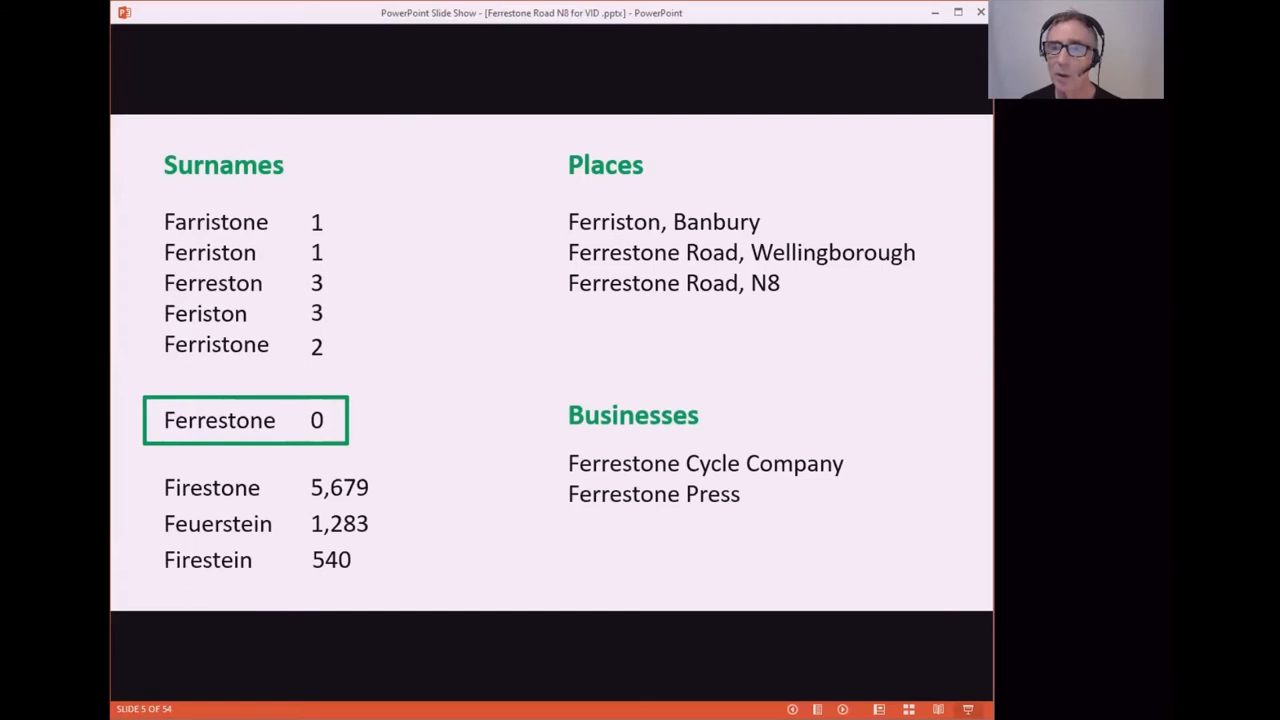 PowerPoint Slide Show - [Ferrestone Road N8 for VID .pptx] - PowerPoint
Surnames
Farristone 1
Ferriston 1
Ferreston 3
Feriston 3
Ferristone 2
Ferrestone 0
Firestone 5,679
Feuerstein 1,283
Firestein 540
Places
Ferriston, Banbury
Ferrestone Road, Wellingborough
Ferrestone Road, N8
Businesses
Ferrestone Cycle Company
Ferrestone Press
SLIDE 5 OF 54